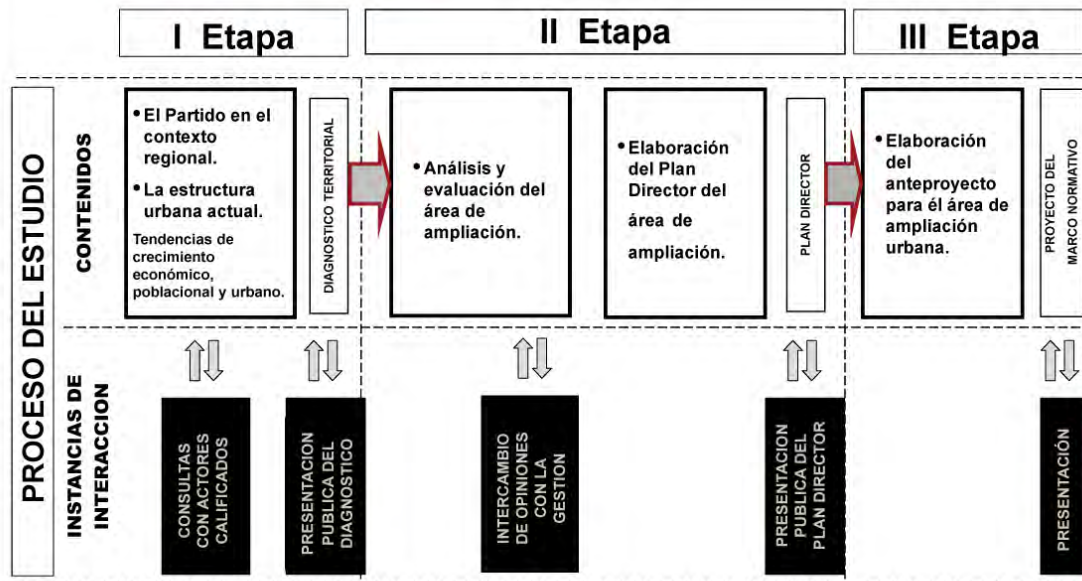 I Etapa
II Etapa
III Etapa
PROCESO DEL ESTUDIO
CONTENIDOS
• El Partido en el
contexto
regional.
• La estructura
urbana actual.
Tendencias de
crecimiento
económico,
poblacional y urbano.
DIAGNOSTICO TERRITORIAL
• Análisis y
evaluación del
área de
ampliación.
• Elaboración
del Plan
Director del
área de
ampliación.
PLAN DIRECTOR
• Elaboración
del
anteproyecto
para él área de
ampliación
urbana.
PROYECTO DEL
MARCO NORMATIVO
INSTANCIAS DE
INTERACCION
CONSULTAS
CON ACTORES
CALIFICADOS
PRESENTACION
PUBLICA DEL
DIAGNOSTICO
INTERCAMBIO
DE OPINIONES
CON LA
GESTION
PRESENTACION
PUBLICA DEL
PLAN DIRECTOR
PRESENTACIÓN